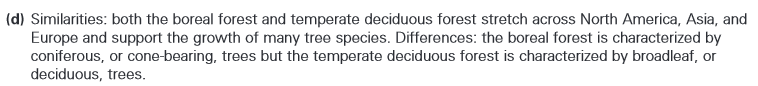 (d) Similarities: both the boreal forest and temperate deciduous forest stretch across North America, Asia, and
Europe and support the growth of many tree species. Differences: the boreal forest is characterized by
coniferous, or cone-bearing, trees but the temperate deciduous forest is characterized by broadleaf, or
deciduous, trees.